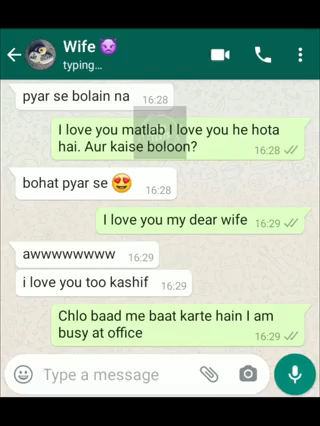 Wife 😈
typing...
pyar se bolain na
16:28
I love you matlab I love you he hota
hai. Aur kaise boloon?
16:28
bohat pyar se 😍
16:28
I love you my dear wife
16:29
awwwwwwww
16:29
i love you too kashif
16:29
Chlo baad me baat karte hain I am
busy at office
16:29
Type a message